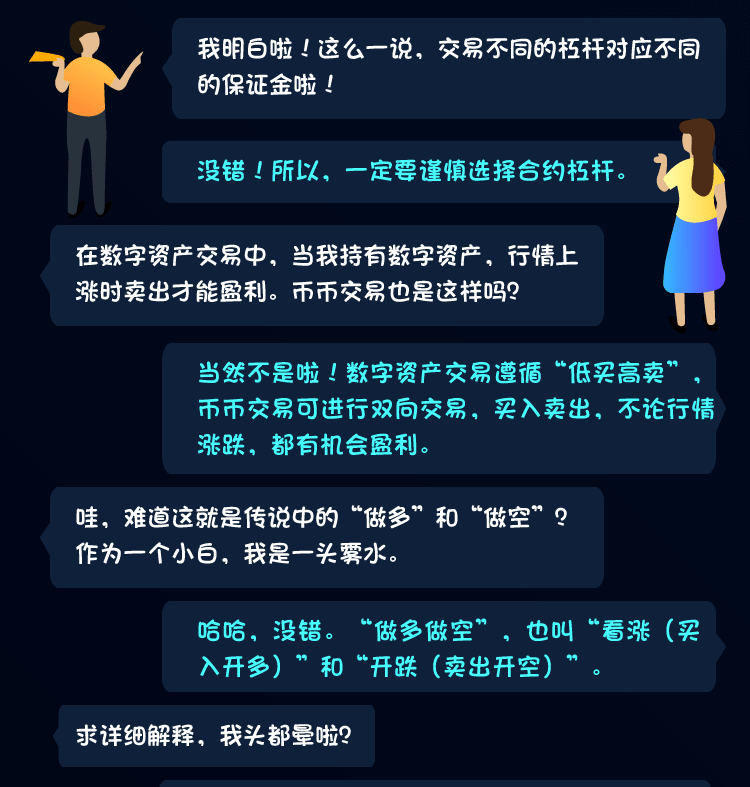 我明白啦！这么一说，交易不同的杠杆对应不同
的保证金啦！
没错！所以，一定要谨慎选择合约杠杆。
在数字资产交易中，当我持有数字资产，行情上
涨时卖出才能盈利。币币交易也是这样吗？
当然不是啦！数字资产交易遵循“低买高卖”，
币币交易可进行双向交易，买入卖出，不论行情
涨跌，都有机会盈利。
哇，难道这就是传说中的“做多”和“做空”？
作为一个小白，我是一头雾水。
哈哈，没错。“做多做空”，也叫“看涨（买
入开多）”和“开跌（卖出开空）”。
求详细解释，我头都晕啦？